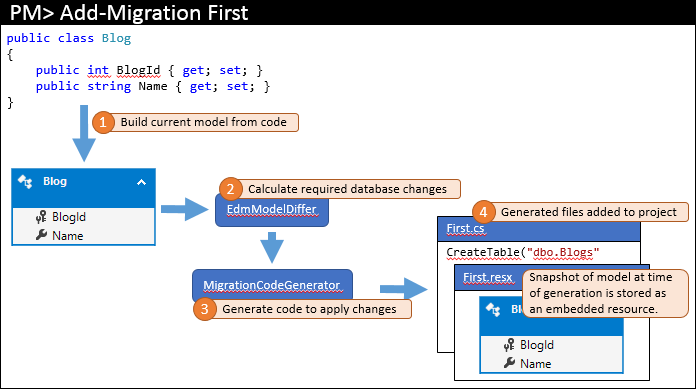 PM> Add-Migration First
public class Blog
{
public int BlogId { get; set; }
public string Name { get; set; }
}
1 Build current model from code
Blog
BlogId
Name
2 Calculate required database changes
EdmModelDiffer
MigrationCodeGenerator
3 Generate code to apply changes
4 Generated files added to project
First.cs
CreateTable("dbo.Blogs"
First.resx
Snapshot of model at time
of generation is stored as
an embedded resource.
BlogId
Name